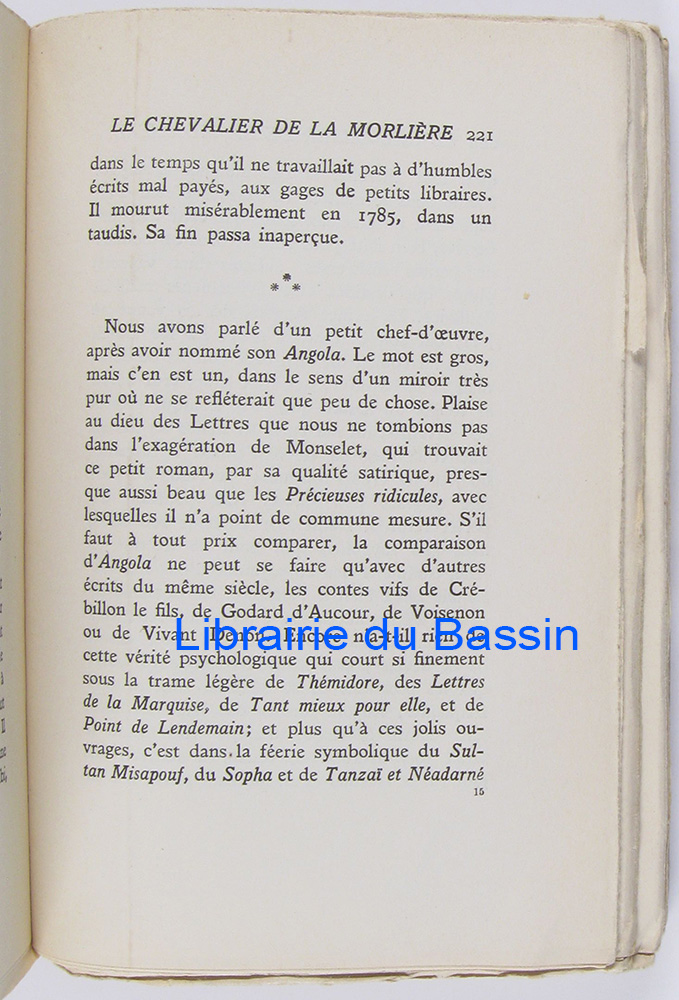 LE CHEVALIER DE LA MORLIÈRE 221
dans le temps qu'il ne travaillait pas à d'humbles
écrits mal payés, aux gages de petits libraires.
Il mourut misérablement en 1785, dans un
taudis. Sa fin passa inaperçue.
* * *
Nous avons parlé d'un petit chef-d'œuvre,
après avoir nommé son Angola. Le mot est gros,
mais c'en est un, dans le sens d'un miroir très
pur où ne se refléterait que peu de chose. Plaise
au dieu des Lettres que nous ne tombions pas
dans l'exagération de Monselet, qui trouvait
ce petit roman, par sa qualité satirique, pres-
que aussi beau que les Précieuses ridicules, avec
lesquelles il n'a point de commune mesure. S'il
faut à tout prix comparer, la comparaison
d'Angola ne peut se faire qu'avec d'autres
écrits du même siècle, les contes vifs de Cré-
billon le fils, de Godard d'Aucour, de Voisenon
ou de Vivant Denon. Encore n'a-t-il rien de
Librairie du Bassin
cette vérité psychologique qui court si finement
sous la trame légère de Thémidore, des Lettres
de la Marquise, de Tant mieux pour elle, et de
Point de Lendemain; et plus qu'à ces jolis ou-
vrages, c'est dans la féerie symbolique du Sul-
tan Misapouf, du Sopha et de Tanzaï et Néadarné
15